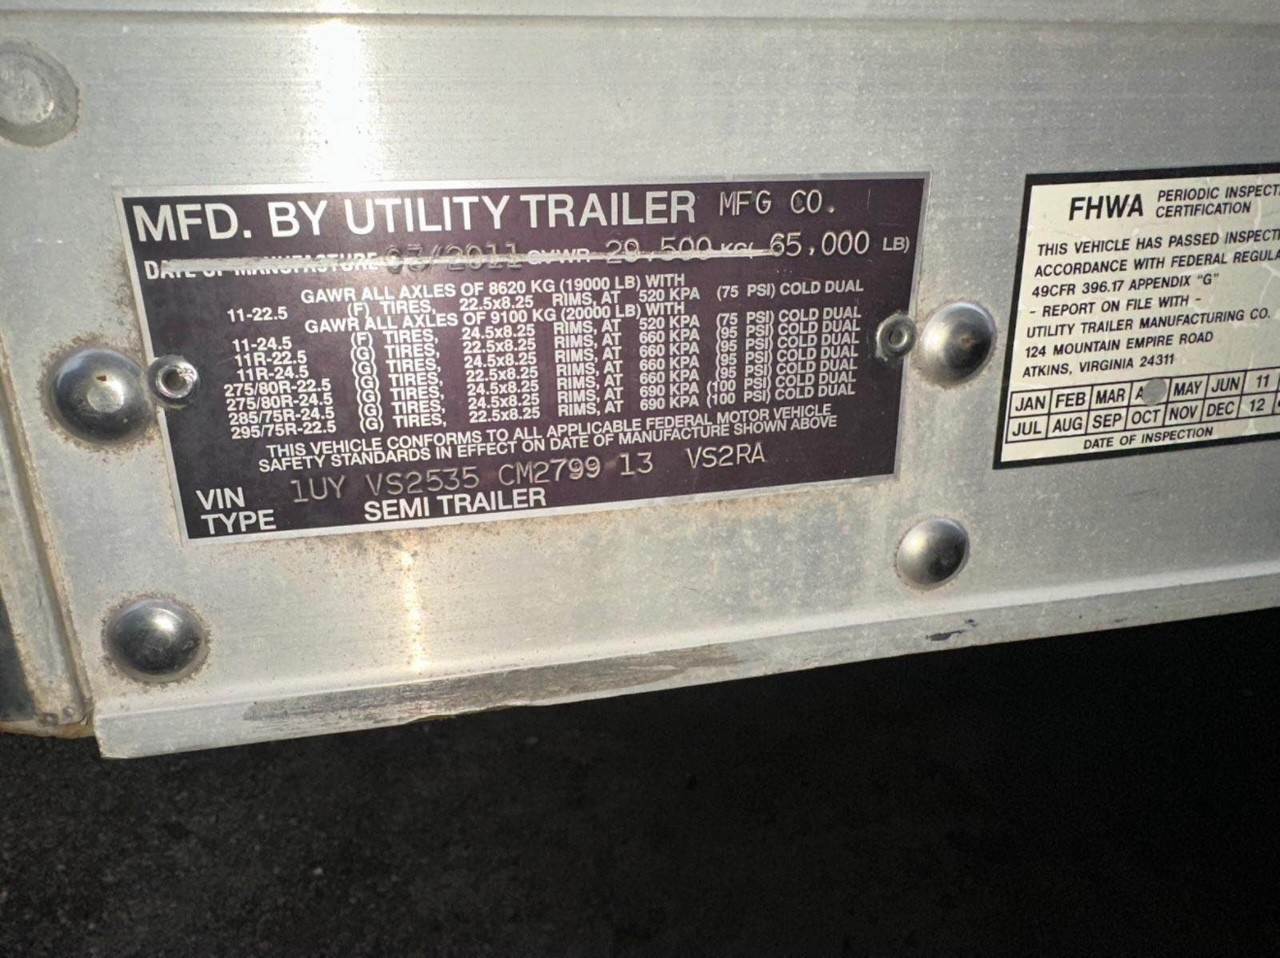 MFD. BY UTILITY TRAILER MFG CO.
DATE OF MANUFACTURE /2011 GVWR 29,500 KG( 65,000 LB)
GAWR ALL AXLES OF 8620 KG (19000 LB) WITH
11-22.5 (F) TIRES, 22.5x8.25 RIMS, AT 520 KPA (75 PSI) COLD DUAL
GAWR ALL AXLES OF 9100 KG (20000 LB) WITH
11-24.5 (F) TIRES, 24.5x8.25 RIMS, AT 520 KPA (75 PSI) COLD DUAL
11R-22.5 (G) TIRES, 22.5x8.25 RIMS, AT 660 KPA (95 PSI) COLD DUAL
11R-24.5 (G) TIRES, 24.5x8.25 RIMS, AT 660 KPA (95 PSI) COLD DUAL
275/80R-22.5 (G) TIRES, 22.5x8.25 RIMS, AT 660 KPA (95 PSI) COLD DUAL
275/80R-24.5 (G) TIRES, 24.5x8.25 RIMS, AT 660 KPA (95 PSI) COLD DUAL
285/75R-24.5 (G) TIRES, 24.5x8.25 RIMS, AT 690 KPA (100 PSI) COLD DUAL
295/75R-22.5 (G) TIRES, 22.5x8.25 RIMS, AT 690 KPA (100 PSI) COLD DUAL
THIS VEHICLE CONFORMS TO ALL APPLICABLE FEDERAL MOTOR VEHICLE
SAFETY STANDARDS IN EFFECT ON DATE OF MANUFACTURE SHOWN ABOVE
VIN 1UY VS2535 CM2799 13 VS2RA
TYPE SEMI TRAILER
FHWA PERIODIC INSPECT
CERTIFICATION
THIS VEHICLE HAS PASSED INSPECT
ACCORDANCE WITH FEDERAL REGULA
49CFR 396.17 APPENDIX "G"
- REPORT ON FILE WITH -
UTILITY TRAILER MANUFACTURING CO.
124 MOUNTAIN EMPIRE ROAD
ATKINS, VIRGINIA 24311
JAN FEB MAR A MAY JUN 11
JUL AUG SEP OCT NOV DEC 12
DATE OF INSPECTION